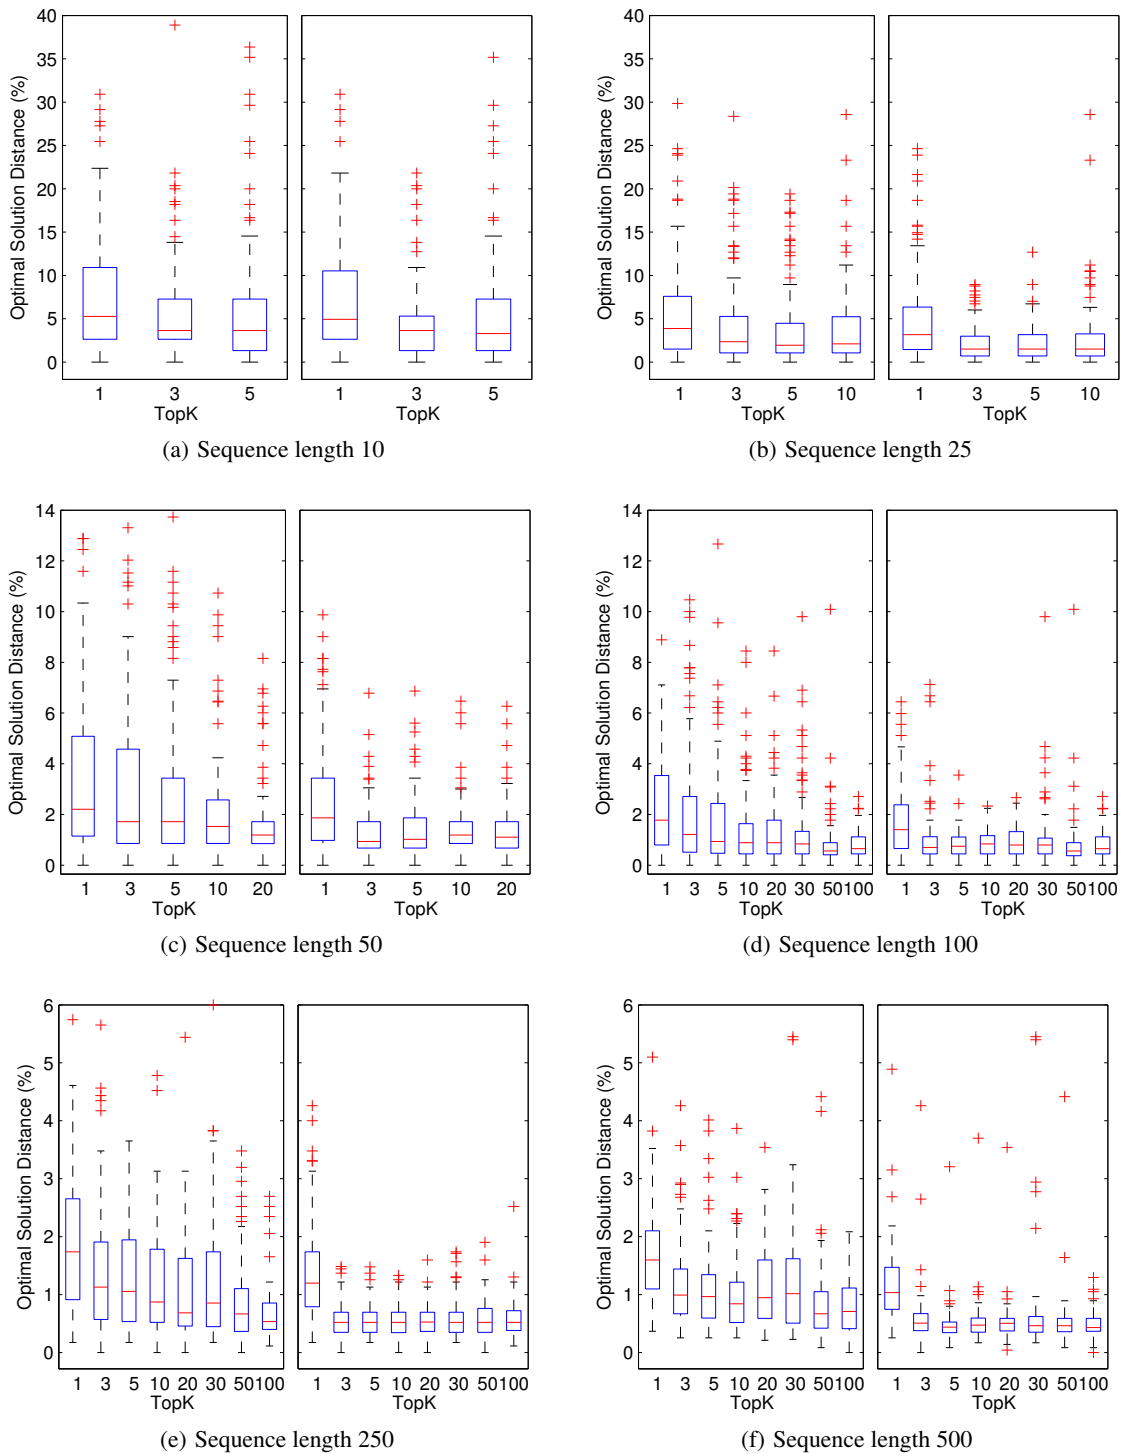 Optimal Solution Distance (%)
40
35
30
25
20
15
10
5
0
1 3 5
TopK
1 3 5
TopK
(a) Sequence length 10
Optimal Solution Distance (%)
40
35
30
25
20
15
10
5
0
1 3 5 10
TopK
1 3 5 10
TopK
(b) Sequence length 25
Optimal Solution Distance (%)
14
12
10
8
6
4
2
0
1 3 5 10 20
TopK
1 3 5 10 20
TopK
(c) Sequence length 50
Optimal Solution Distance (%)
14
12
10
8
6
4
2
0
1 3 5 10 20 30 50 100
TopK
1 3 5 10 20 30 50 100
TopK
(d) Sequence length 100
Optimal Solution Distance (%)
6
5
4
3
2
1
0
1 3 5 10 20 30 50 100
TopK
1 3 5 10 20 30 50 100
TopK
(e) Sequence length 250
Optimal Solution Distance (%)
6
5
4
3
2
1
0
1 3 5 10 20 30 50 100
TopK
1 3 5 10 20 30 50 100
TopK
(f) Sequence length 500